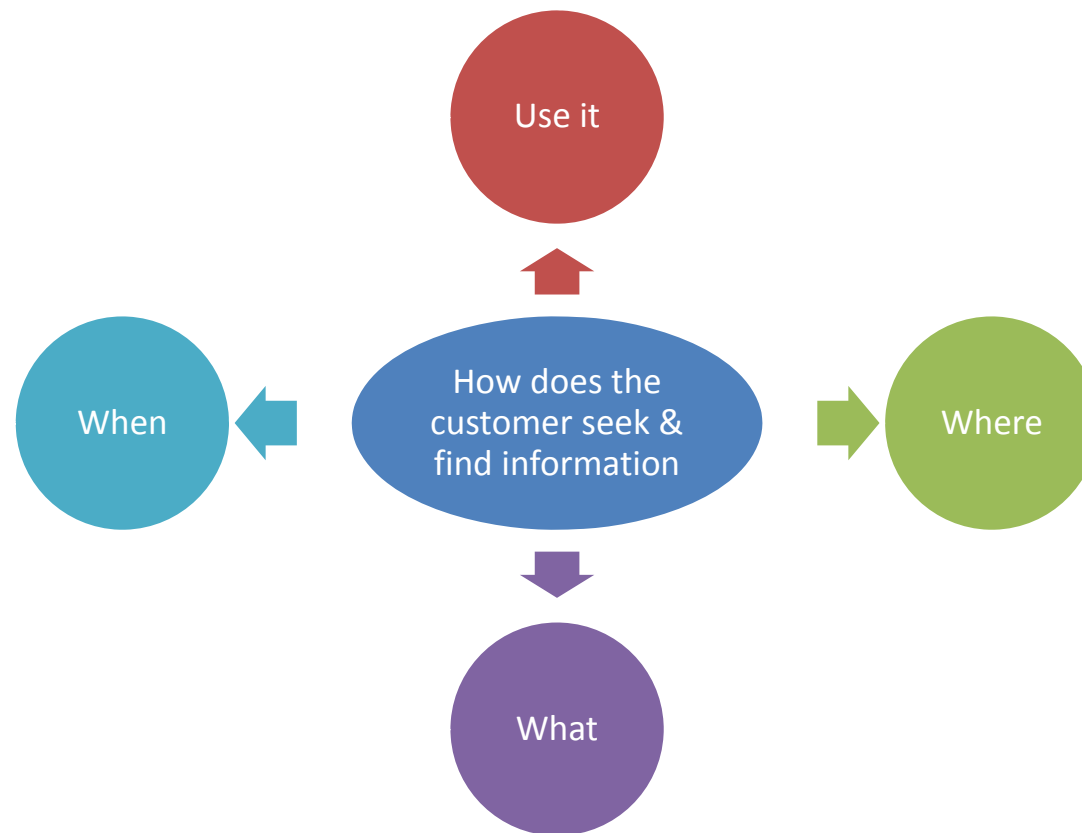 Use it
When
How does the
customer seek &
find information
Where
What